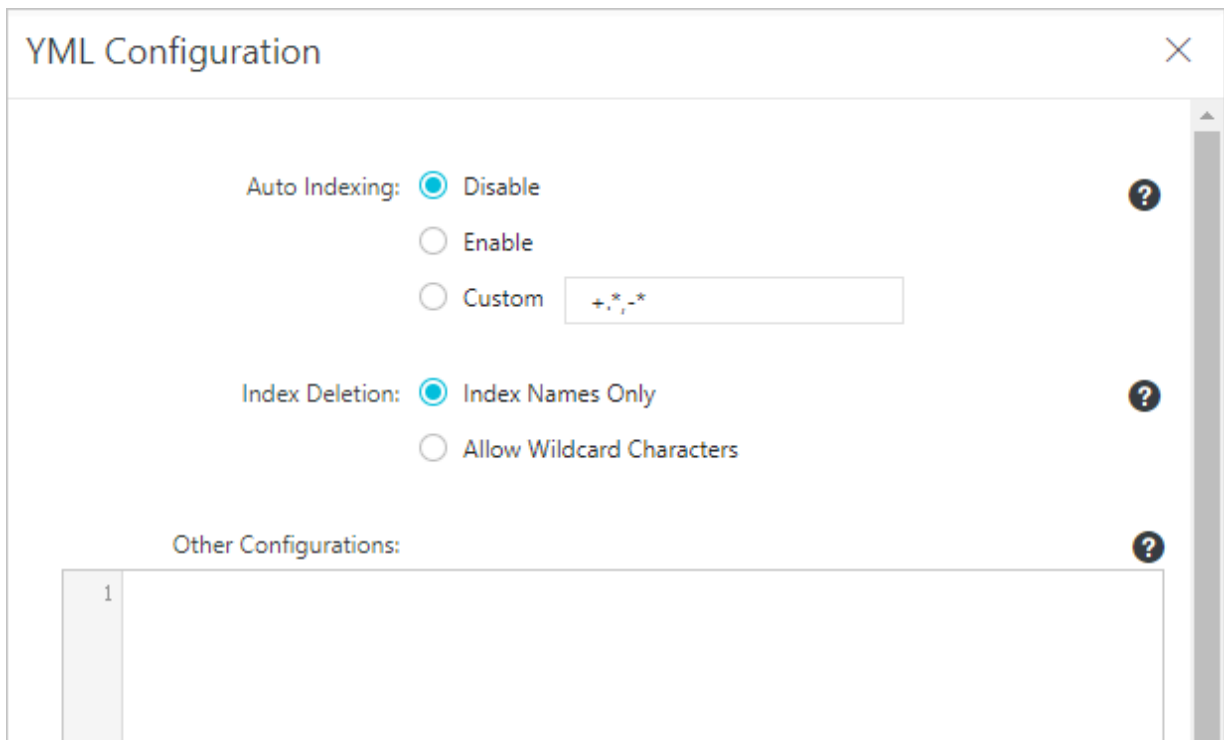 YML Configuration
Auto Indexing: Disable
Enable
Custom +.*,-*
Index Deletion: Index Names Only
Allow Wildcard Characters
Other Configurations:
1